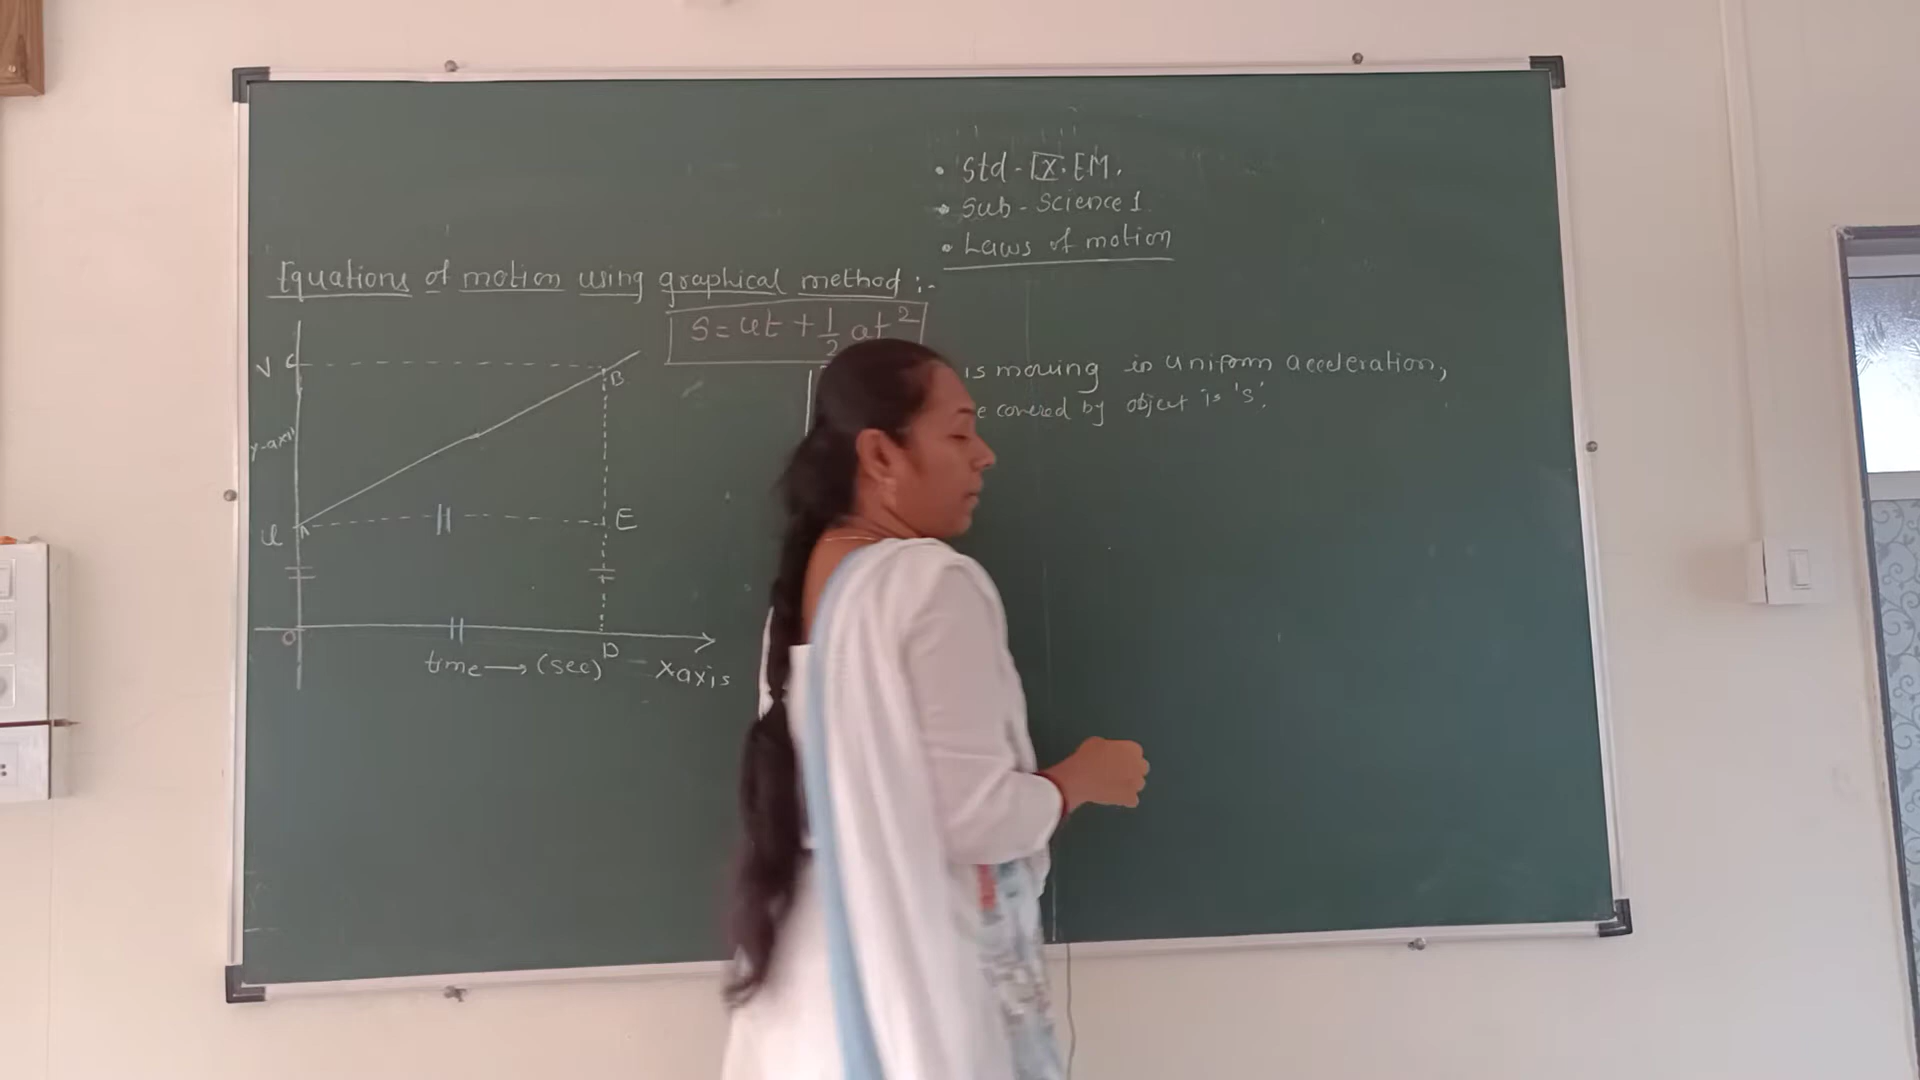 • Std - IX. EM.
• Sub - Science 1
• Laws of motion
Equations of motion using graphical method :-
S = ut + 1/2 at²
is moving in uniform acceleration,
e covered by object is 's'.
V C
B
y-axis
u A
E
O
D
time → (sec)
x axis